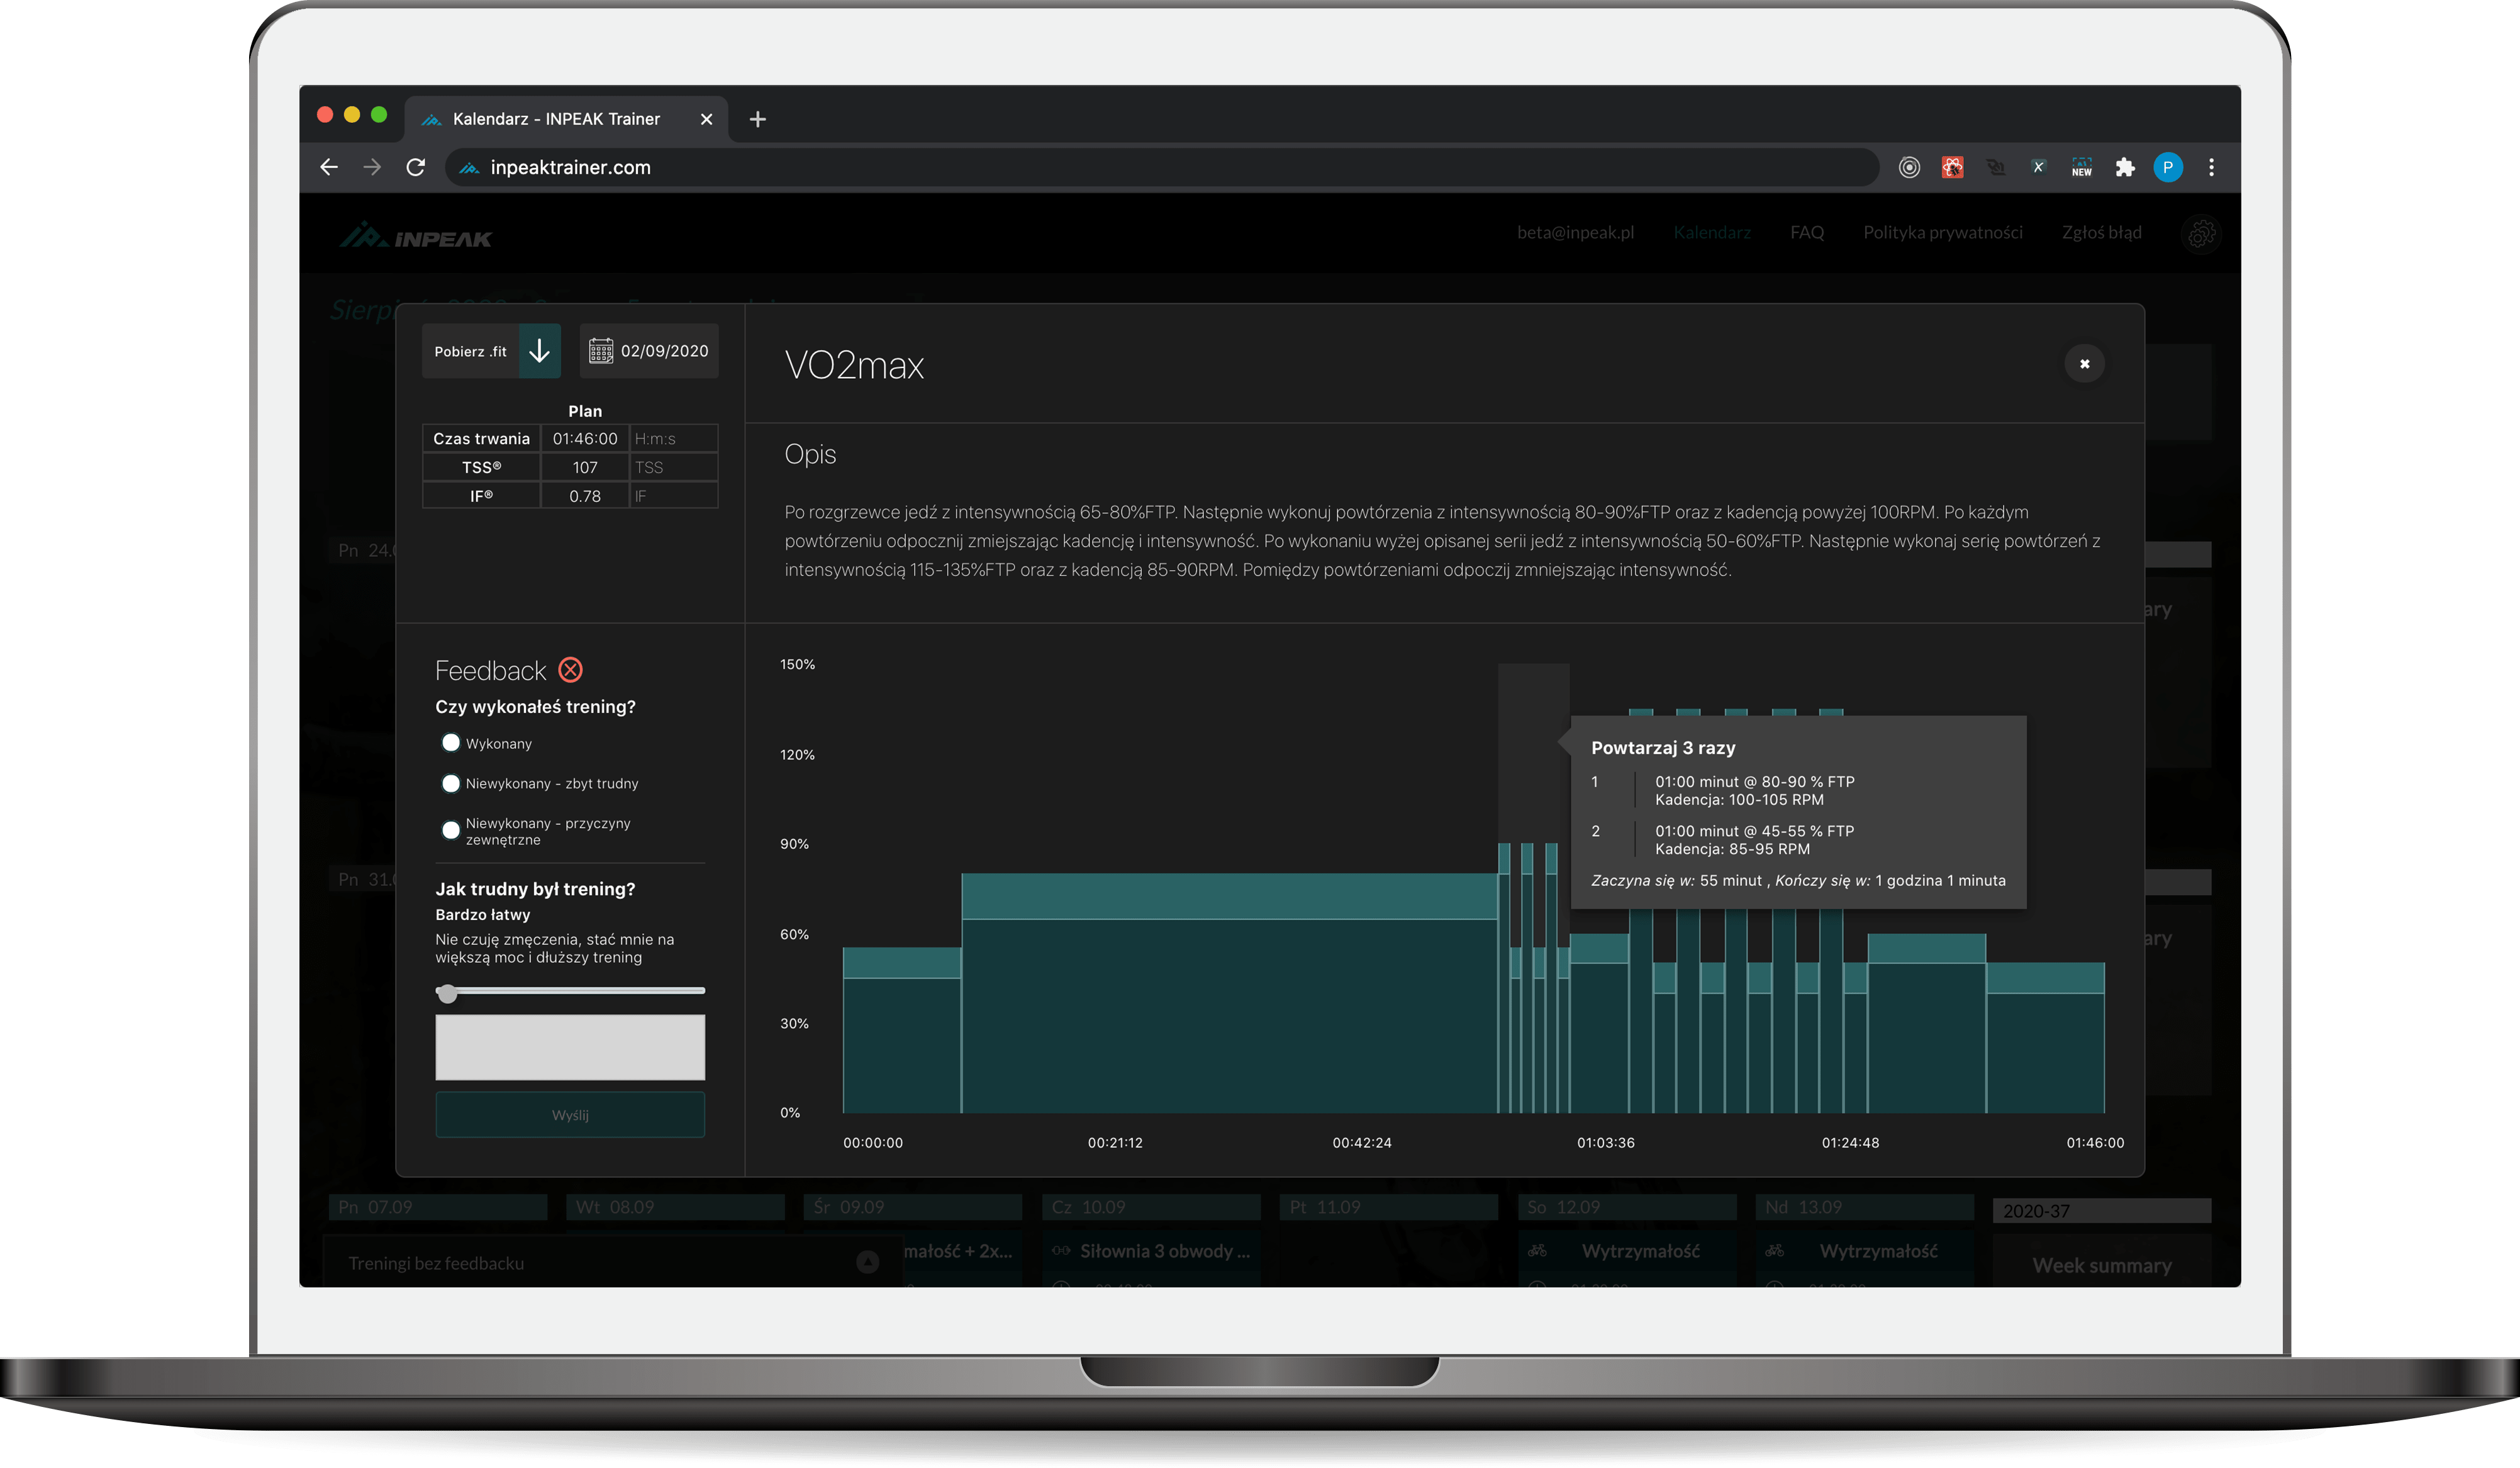 Kalendarz - INPEAK Trainer
inpeaktrainer.com
NEW
P
INPEAK
beta@inpeak.pl Kalendarz FAQ Polityka prywatności Zgłoś błąd
Pobierz .fit
02/09/2020
Plan
Czas trwania 01:46:00 H:m:s
TSS® 107 TSS
IF® 0.78 IF
VO2max
Opis
Po rozgrzewce jedź z intensywnością 65-80%FTP. Następnie wykonuj powtórzenia z intensywnością 80-90%FTP oraz z kadencją powyżej 100RPM. Po każdym
powtórzeniu odpocznij zmiejszając kadencję i intensywność. Po wykonaniu wyżej opisanej serii jedź z intensywnością 50-60%FTP. Następnie wykonaj serię powtórzeń z
intensywnością 115-135%FTP oraz z kadencją 85-90RPM. Pomiędzy powtórzeniami odpoczij zmniejszając intensywność.
Pn 24.0
Pn 31.0
ary
ary
Feedback
Czy wykonałeś trening?
Wykonany
Niewykonany - zbyt trudny
Niewykonany - przyczyny
zewnętrzne
Jak trudny był trening?
Bardzo łatwy
Nie czuję zmęczenia, stać mnie na
większą moc i dłuższy trening
Wyślij
150%
120%
90%
60%
30%
0%
Powtarzaj 3 razy
1 01:00 minut @ 80-90 % FTP
Kadencja: 100-105 RPM
2 01:00 minut @ 45-55 % FTP
Kadencja: 85-95 RPM
Zaczyna się w: 55 minut , Kończy się w: 1 godzina 1 minuta
00:00:00 00:21:12 00:42:24 01:03:36 01:24:48 01:46:00
Pn 07.09 Wt 08.09 Śr 09.09 Cz 10.09 Pt 11.09 So 12.09 Nd 13.09 2020-37
Treningi bez feedbacku
małość + 2x... Siłownia 3 obwody ... Wytrzymałość Wytrzymałość
Week summary